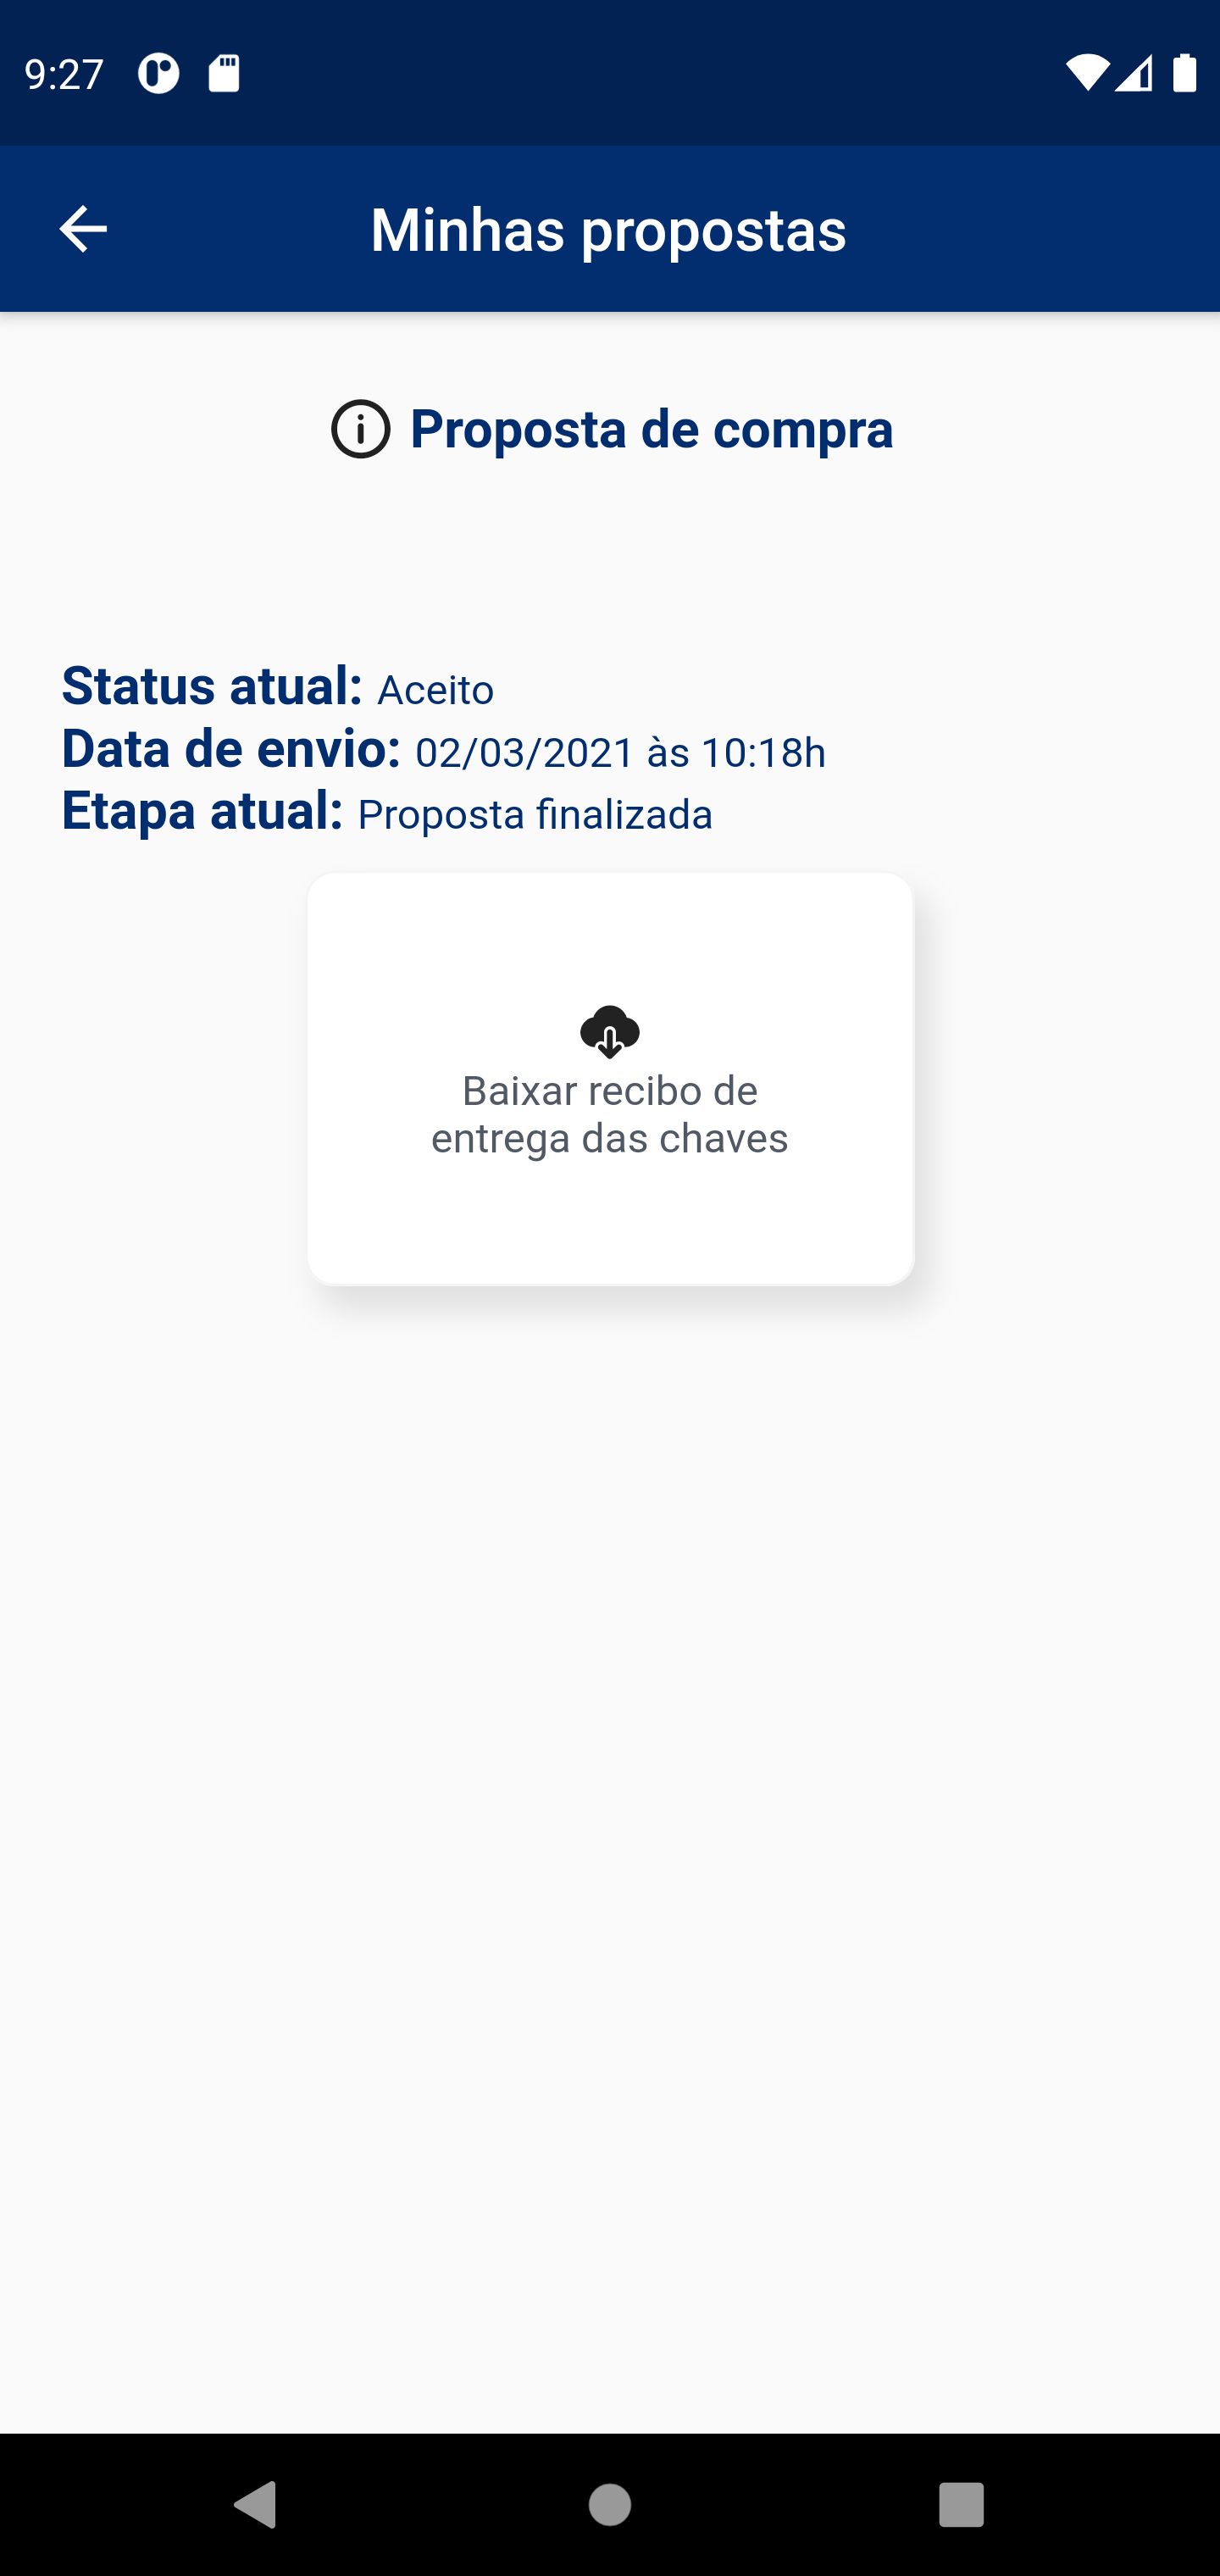 9:27
Minhas propostas
Proposta de compra
Status atual: Aceito
Data de envio: 02/03/2021 às 10:18h
Etapa atual: Proposta finalizada
Baixar recibo de
entrega das chaves